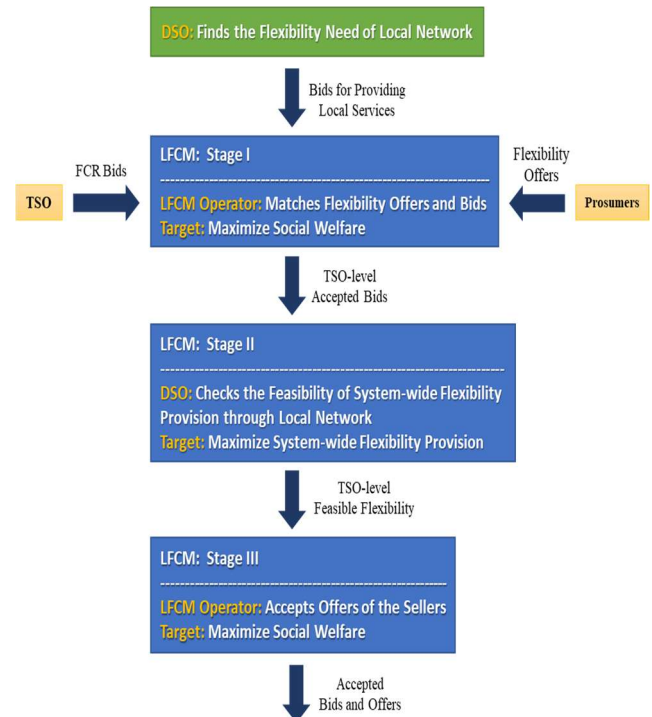 DSO: Finds the Flexibility Need of Local Network
Bids for Providing
Local Services
LFCM: Stage I
FCR Bids
Flexibility
Offers
TSO
LFCM Operator: Matches Flexibility Offers and Bids
Target: Maximize Social Welfare
Prosumers
TSO-level
Accepted Bids
LFCM: Stage II
DSO: Checks the Feasibility of System-wide Flexibility
Provision through Local Network
Target: Maximize System-wide Flexibility Provision
TSO-level
Feasible Flexibility
LFCM: Stage III
LFCM Operator: Accepts Offers of the Sellers
Target: Maximize Social Welfare
Accepted
Bids and Offers